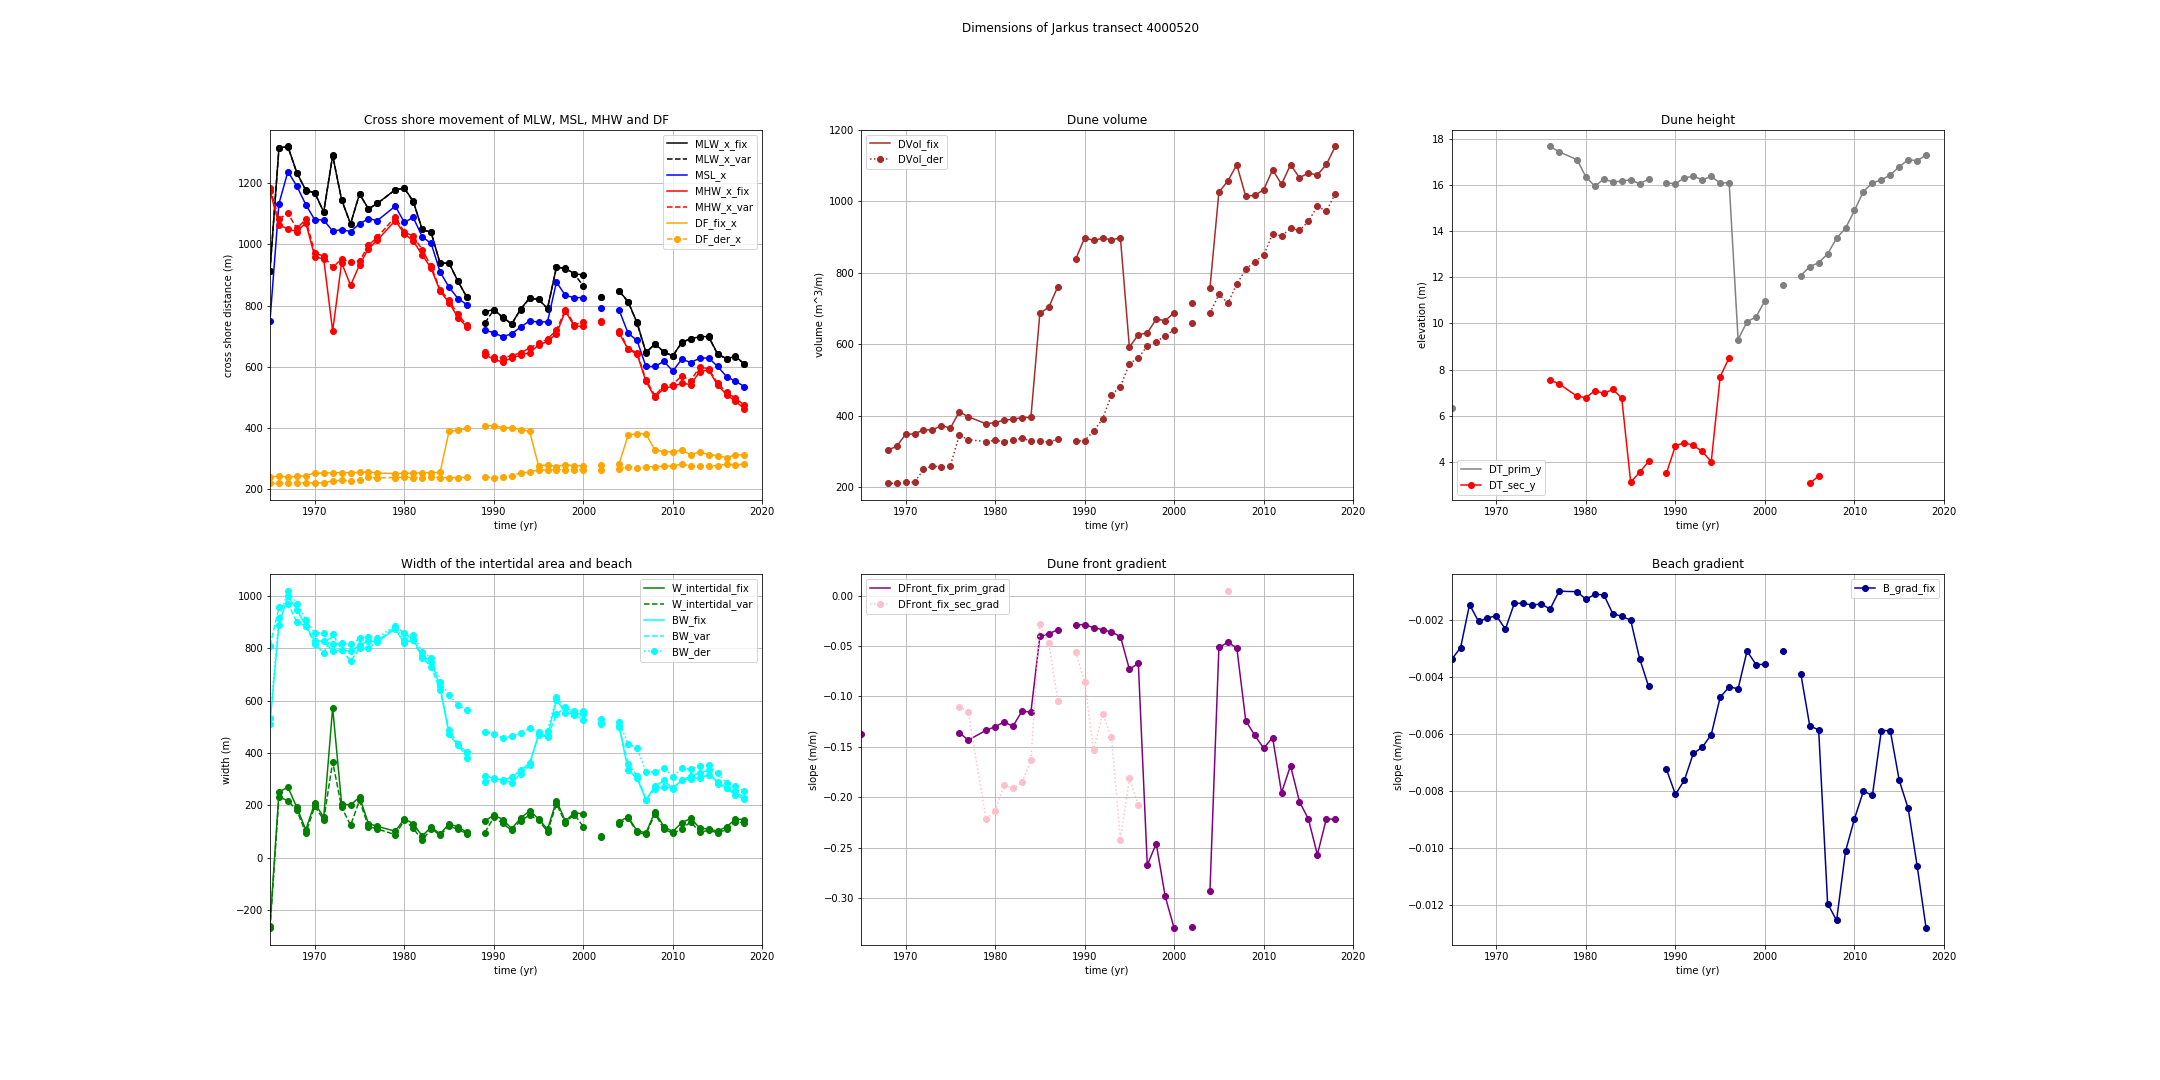 Dimensions of Jarkus transect 4000520
Cross shore movement of MLW, MSL, MHW and DF
cross shore distance (m)
1200
1000
800
600
400
200
MLW_x_fix
MLW_x_var
MSL_x
MHW_x_fix
MHW_x_var
DF_fix_x
DF_der_x
1970 1980 1990 2000 2010 2020
time (yr)
Dune volume
volume (m^3/m)
1200
1000
800
600
400
200
DVol_fix
DVol_der
1970 1980 1990 2000 2010 2020
time (yr)
Dune height
elevation (m)
18
16
14
12
10
8
6
4
DT_prim_y
DT_sec_y
1970 1980 1990 2000 2010 2020
time (yr)
Width of the intertidal area and beach
width (m)
1000
800
600
400
200
0
−200
W_intertidal_fix
W_intertidal_var
BW_fix
BW_var
BW_der
1970 1980 1990 2000 2010 2020
time (yr)
Dune front gradient
slope (m/m)
0.00
−0.05
−0.10
−0.15
−0.20
−0.25
−0.30
DFront_fix_prim_grad
DFront_fix_sec_grad
1970 1980 1990 2000 2010 2020
time (yr)
Beach gradient
slope (m/m)
−0.002
−0.004
−0.006
−0.008
−0.010
−0.012
B_grad_fix
1970 1980 1990 2000 2010 2020
time (yr)